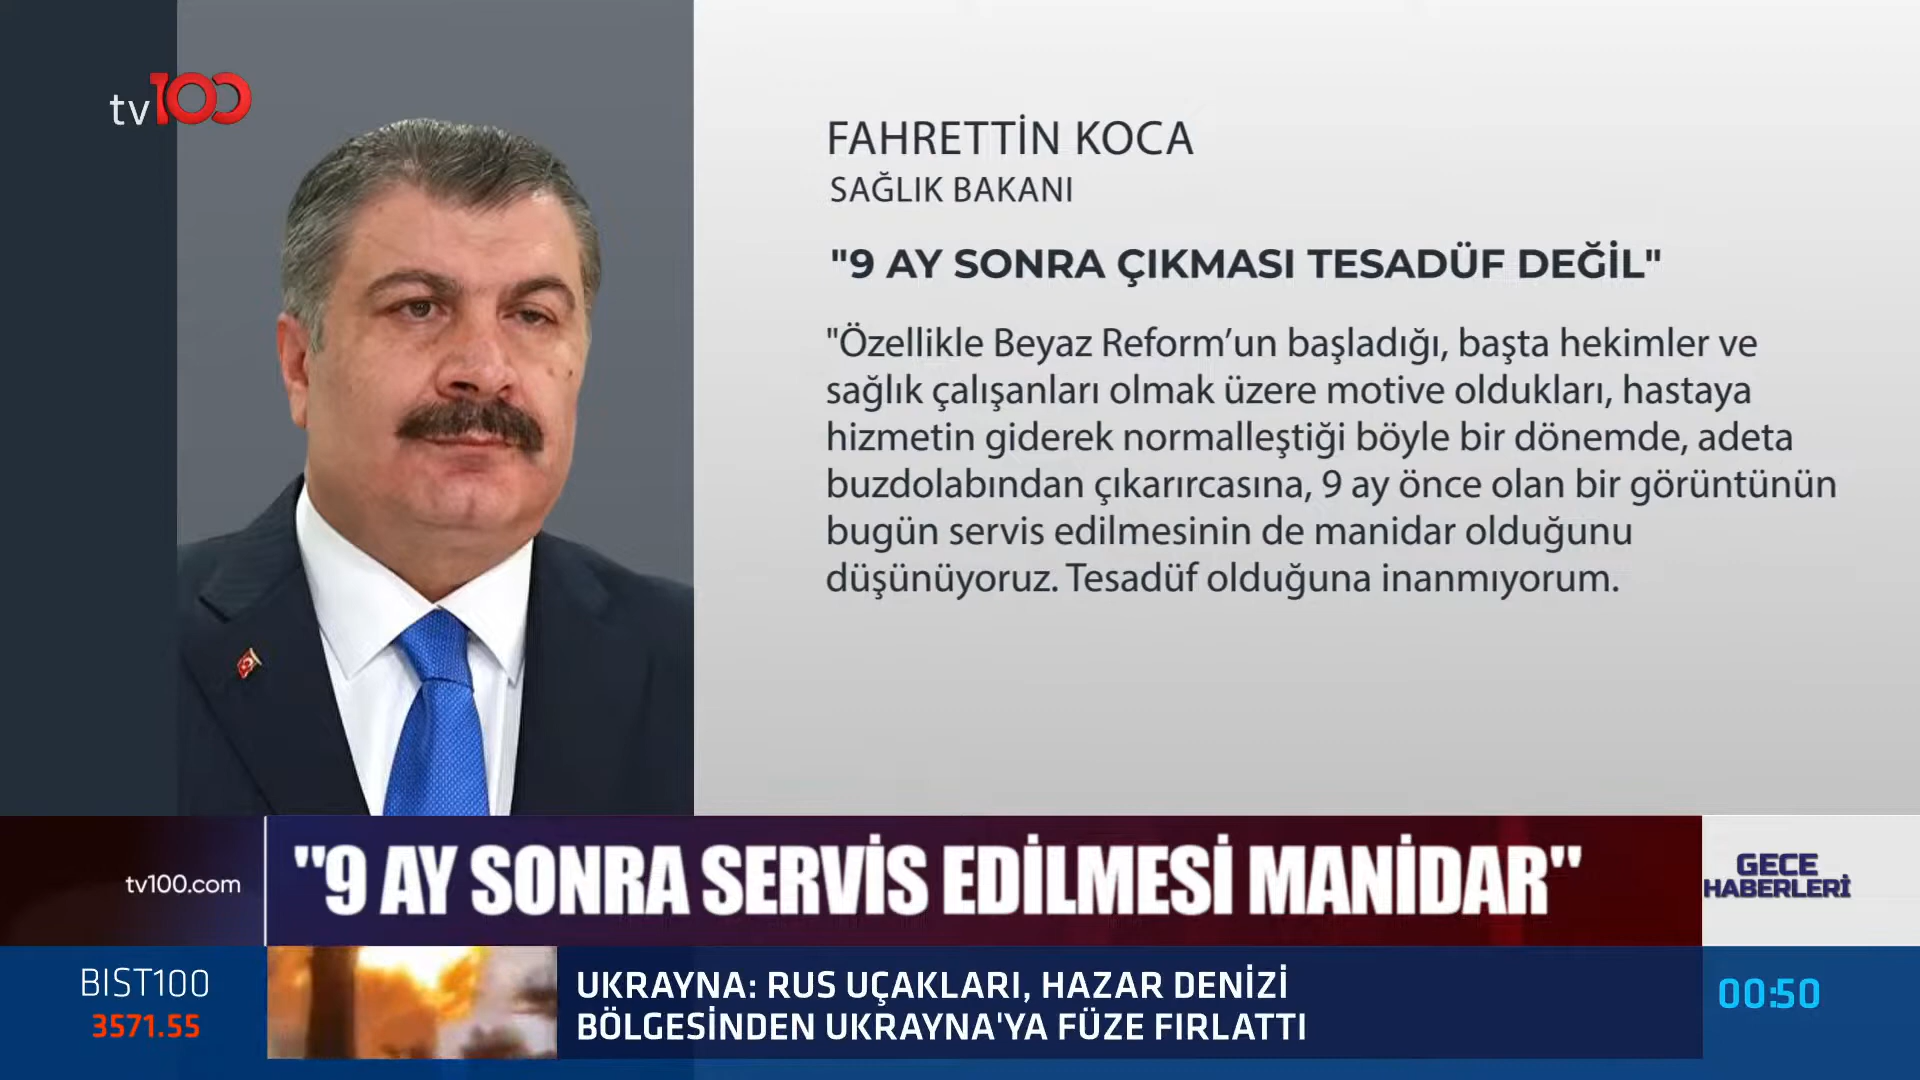 tv100
FAHRETTİN KOCA
SAĞLIK BAKANI
"9 AY SONRA ÇIKMASI TESADÜF DEĞİL"
"Özellikle Beyaz Reform’un başladığı, başta hekimler ve
sağlık çalışanları olmak üzere motive oldukları, hastaya
hizmetin giderek normalleştiği böyle bir dönemde, adeta
buzdolabından çıkarırcasına, 9 ay önce olan bir görüntünün
bugün servis edilmesinin de manidar olduğunu
düşünüyoruz. Tesadüf olduğuna inanmıyorum.
tv100.com
"9 AY SONRA SERVİS EDİLMESİ MANİDAR"
GECE
HABERLERİ
BIST100
3571.55
UKRAYNA: RUS UÇAKLARI, HAZAR DENİZİ
BÖLGESİNDEN UKRAYNA'YA FÜZE FIRLATTI
00:50